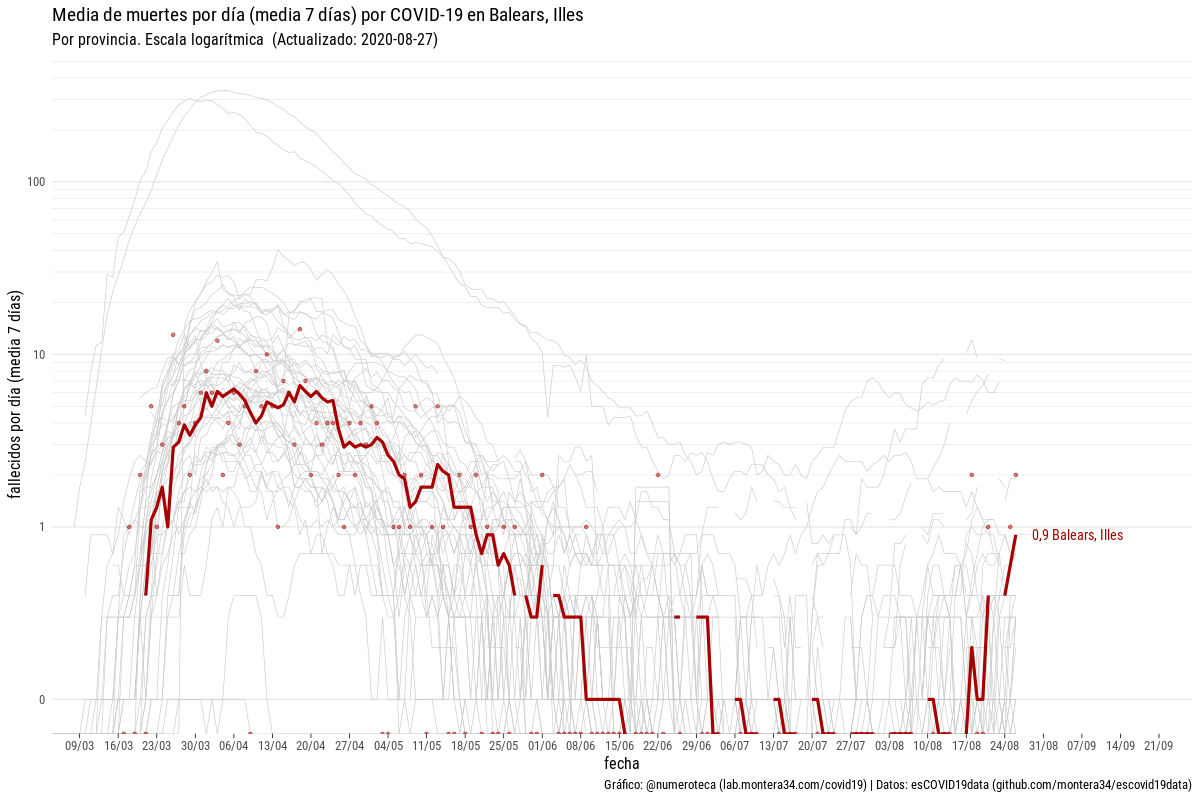 Media de muertes por día (media 7 días) por COVID-19 en Balears, Illes
Por provincia. Escala logarítmica (Actualizado: 2020-08-27)
fallecidos por día (media 7 días)
100
10
1
0
0,9 Balears, Illes
09/03 16/03 23/03 30/03 06/04 13/04 20/04 27/04 04/05 11/05 18/05 25/05 01/06 08/06 15/06 22/06 29/06 06/07 13/07 20/07 27/07 03/08 10/08 17/08 24/08 31/08 07/09 14/09 21/09
fecha
Gráfico: @numeroteca (lab.montera34.com/covid19) | Datos: esCOVID19data (github.com/montera34/escovid19data)